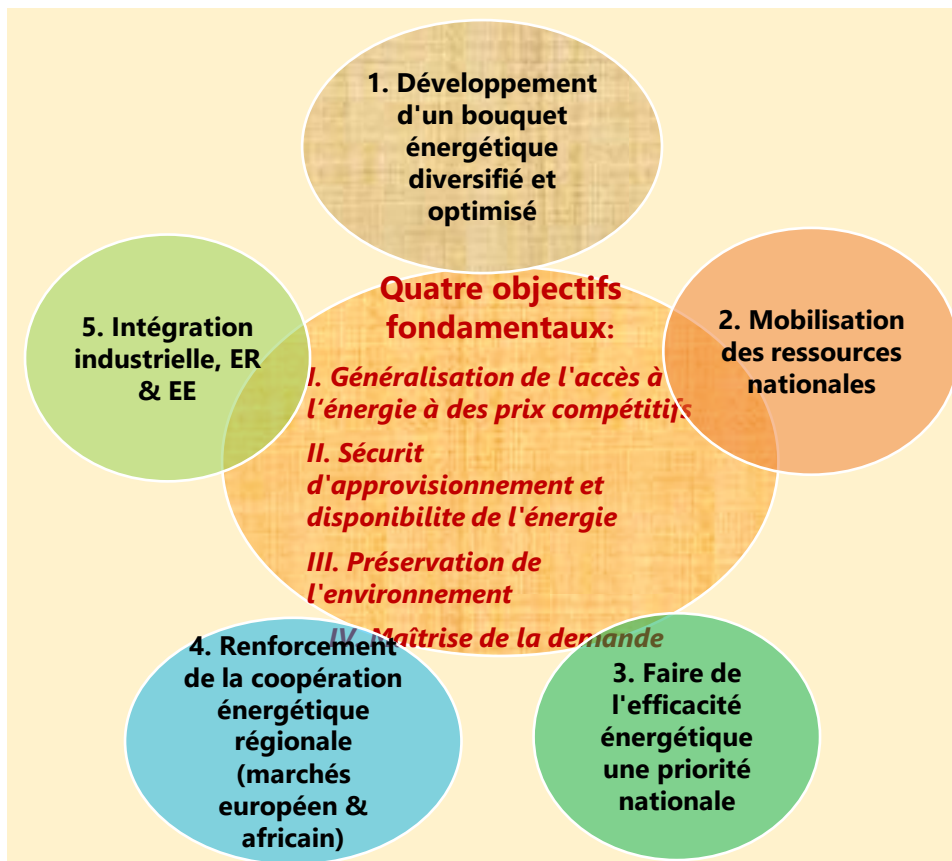 1. Développement
d'un bouquet
énergétique
diversifié et
optimisé
Quatre objectifs
fondamentaux:
I. Généralisation de l'accès à
l'énergie à des prix compétitifs
II. Sécurit
d'approvisionnement et
disponibilite de l'énergie
III. Préservation de
l'environnement
IV. Maîtrise de la demande
2. Mobilisation
des ressources
nationales
3. Faire de
l'efficacité
énergétique
une priorité
nationale
4. Renforcement
de la coopération
énergétique
régionale
(marchés
européen &
africain)
5. Intégration
industrielle, ER
& EE